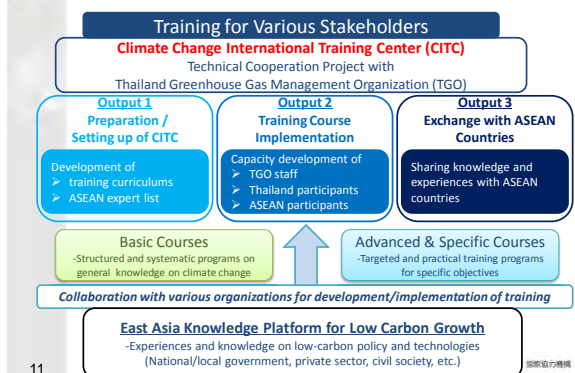 Training for Various Stakeholders
Climate Change International Training Center (CITC)
Technical Cooperation Project with
Thailand Greenhouse Gas Management Organization (TGO)
Output 1
Preparation /
Setting up of CITC
Development of
➢ training curriculums
➢ ASEAN expert list
Output 2
Training Course
Implementation
Capacity development of
➢ TGO staff
➢ Thailand participants
➢ ASEAN participants
Output 3
Exchange with ASEAN
Countries
Sharing knowledge and
experiences with ASEAN
countries
Basic Courses
-Structured and systematic programs on
general knowledge on climate change
Advanced & Specific Courses
-Targeted and practical training programs
for specific objectives
Collaboration with various organizations for development/implementation of training
East Asia Knowledge Platform for Low Carbon Growth
-Experiences and knowledge on low-carbon policy and technologies
(National/local government, private sector, civil society, etc.)
11
国際協力機構